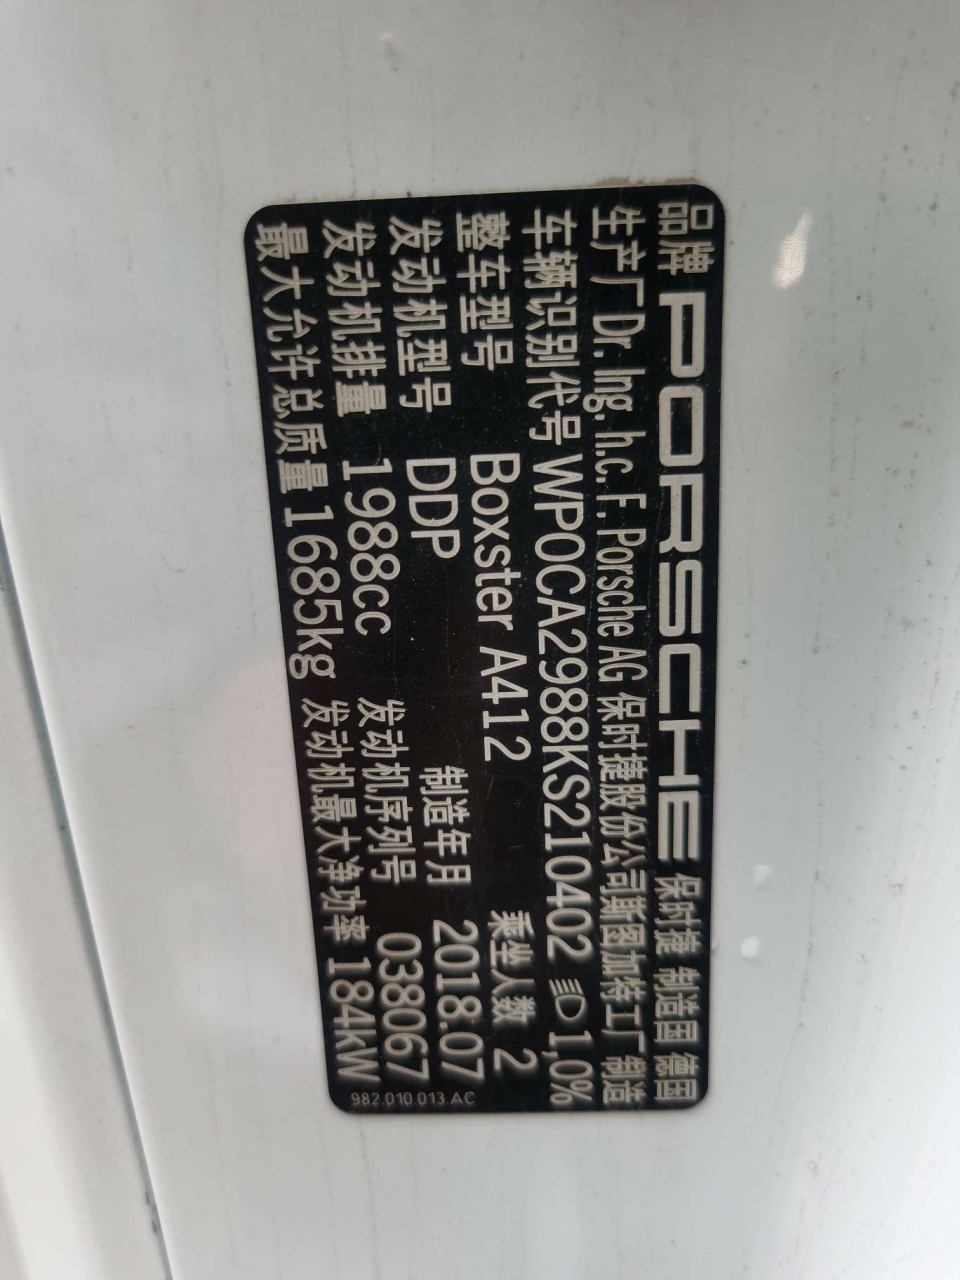 品牌 PORSCHE 保时捷 制造国 德国
生产厂Dr. Ing. h.c. F. Porsche AG 保时捷股份公司斯图加特工厂 制造
车辆识别代号 WP0CA2988KS210402 1,0%
整车型号 Boxster A412 乘坐人数 2
发动机型号 DDP 制造年月 2018.07
发动机排量 1988cc 发动机序列号 038067
最大允许总质量 1685kg 发动机最大净功率 184KW
982.010.013.AC